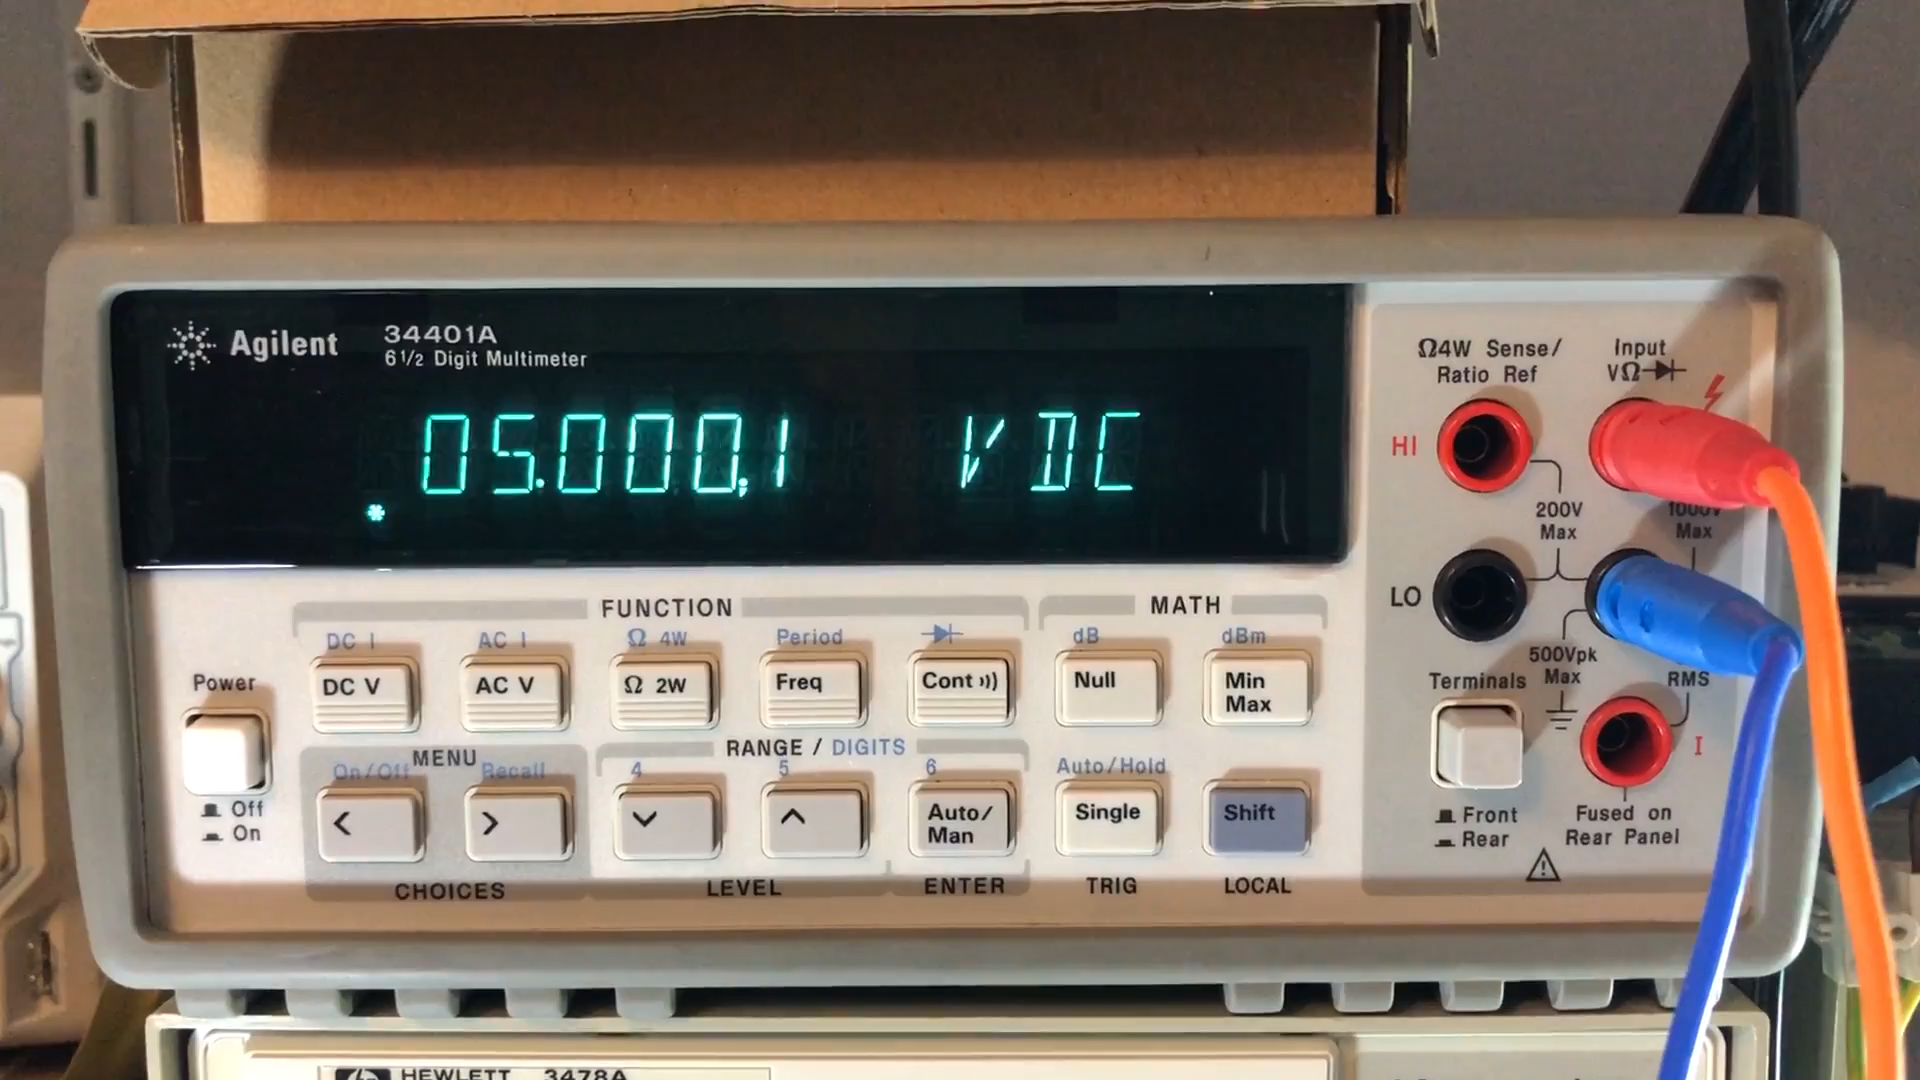 Agilent 34401A
6½ Digit Multimeter
05.000,1 VDC
*
Ω4W Sense/
Ratio Ref
Input
VΩ
HI
200V
Max
1000V
Max
LO
500Vpk
Max
RMS
Terminals
I
Front
Rear
Fused on
Rear Panel
Power
Off
On
FUNCTION
DC I AC I Ω 4W Period
DC V AC V Ω 2W Freq Cont
MATH
dB dBm
Null Min
Max
MENU
On/Off Recall
< >
CHOICES
RANGE / DIGITS
4 5 6
Auto/
Man
LEVEL ENTER
Auto/Hold
Single Shift
TRIG LOCAL
hp HEWLETT 3478A